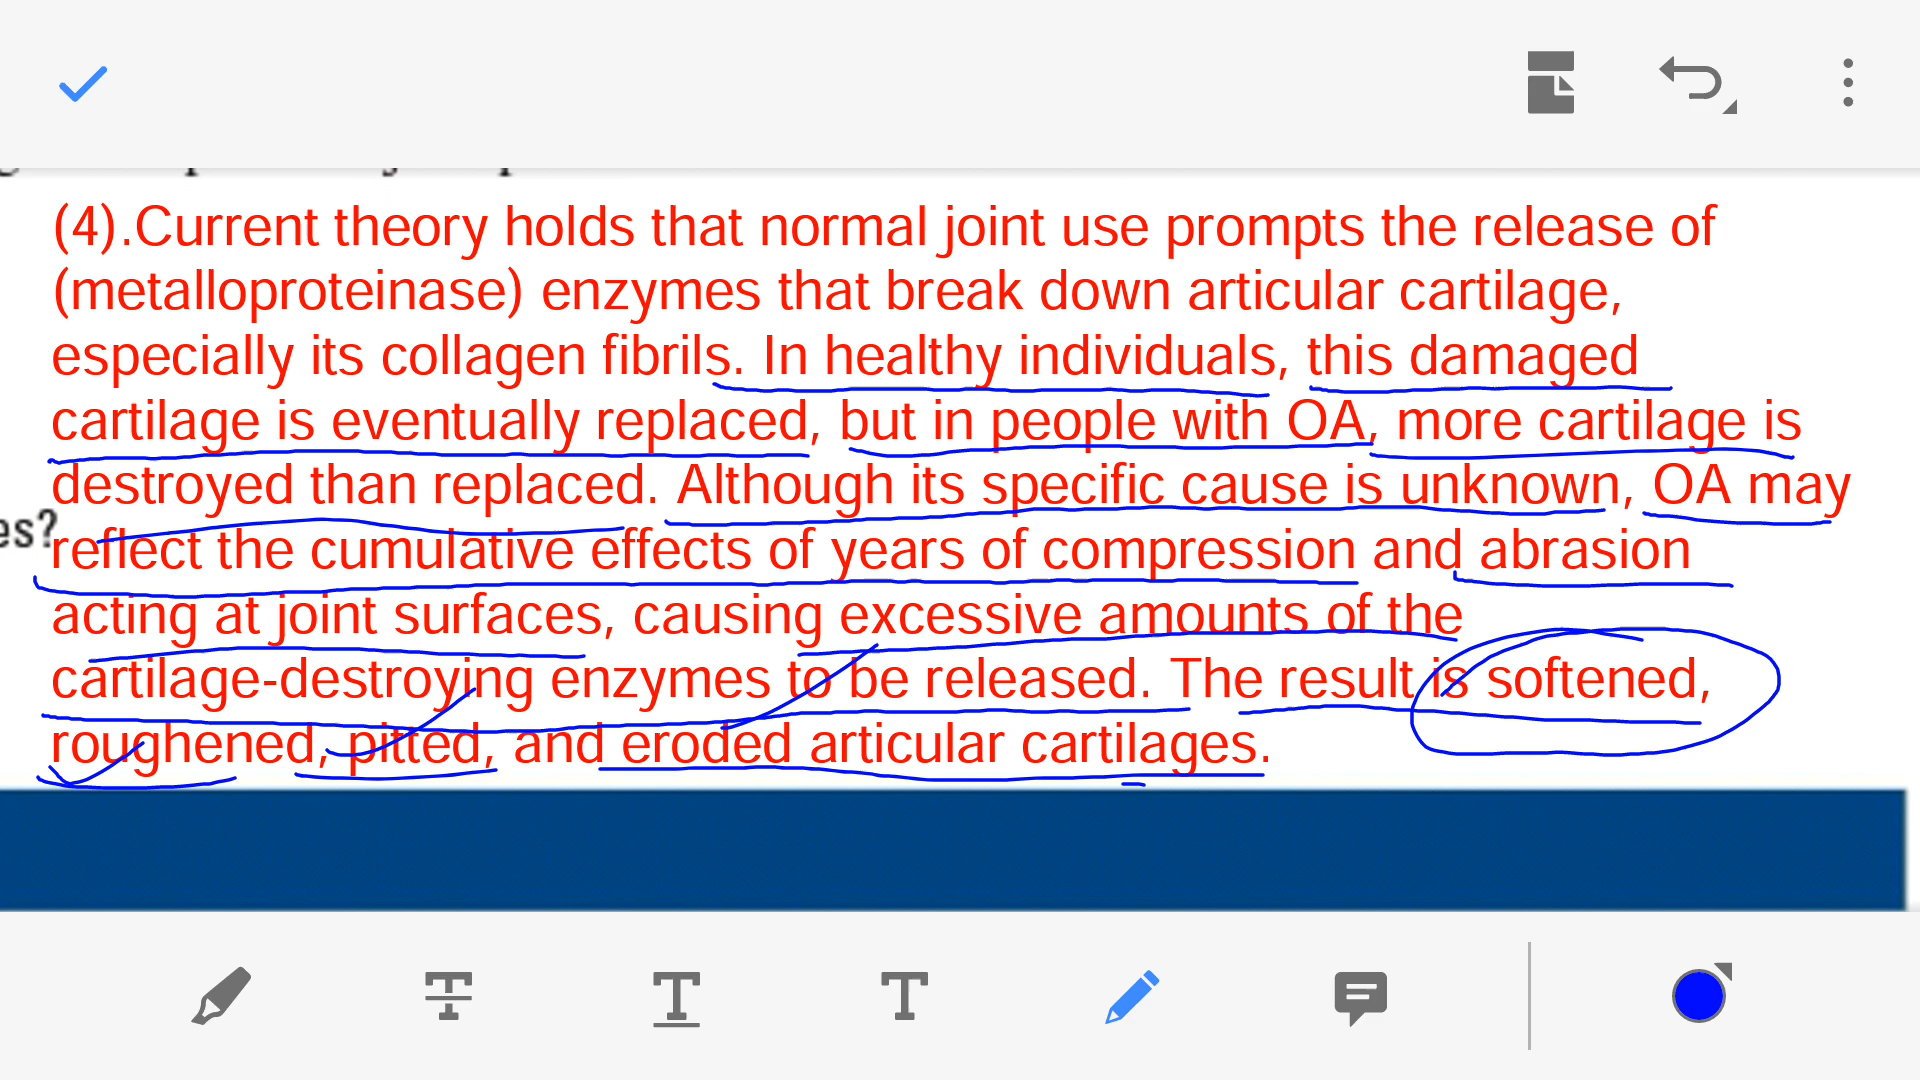 (4).Current theory holds that normal joint use prompts the release of
(metalloproteinase) enzymes that break down articular cartilage,
especially its collagen fibrils. In healthy individuals, this damaged
cartilage is eventually replaced, but in people with OA, more cartilage is
destroyed than replaced. Although its specific cause is unknown, OA may
es?
reflect the cumulative effects of years of compression and abrasion
acting at joint surfaces, causing excessive amounts of the
cartilage-destroying enzymes to be released. The result is softened,
roughened, pitted, and eroded articular cartilages.
T T T